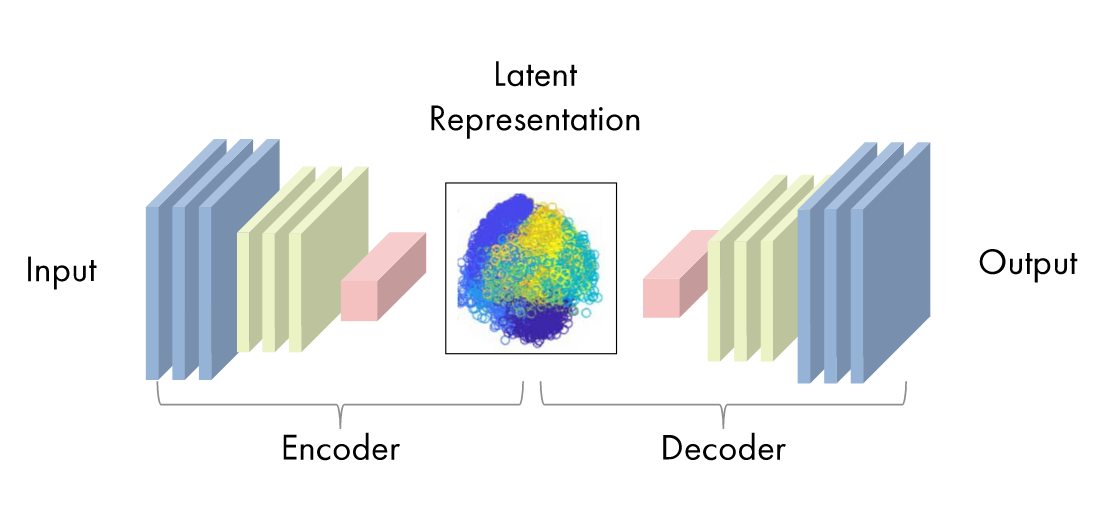 Latent
Representation
Input
Output
Encoder
Decoder